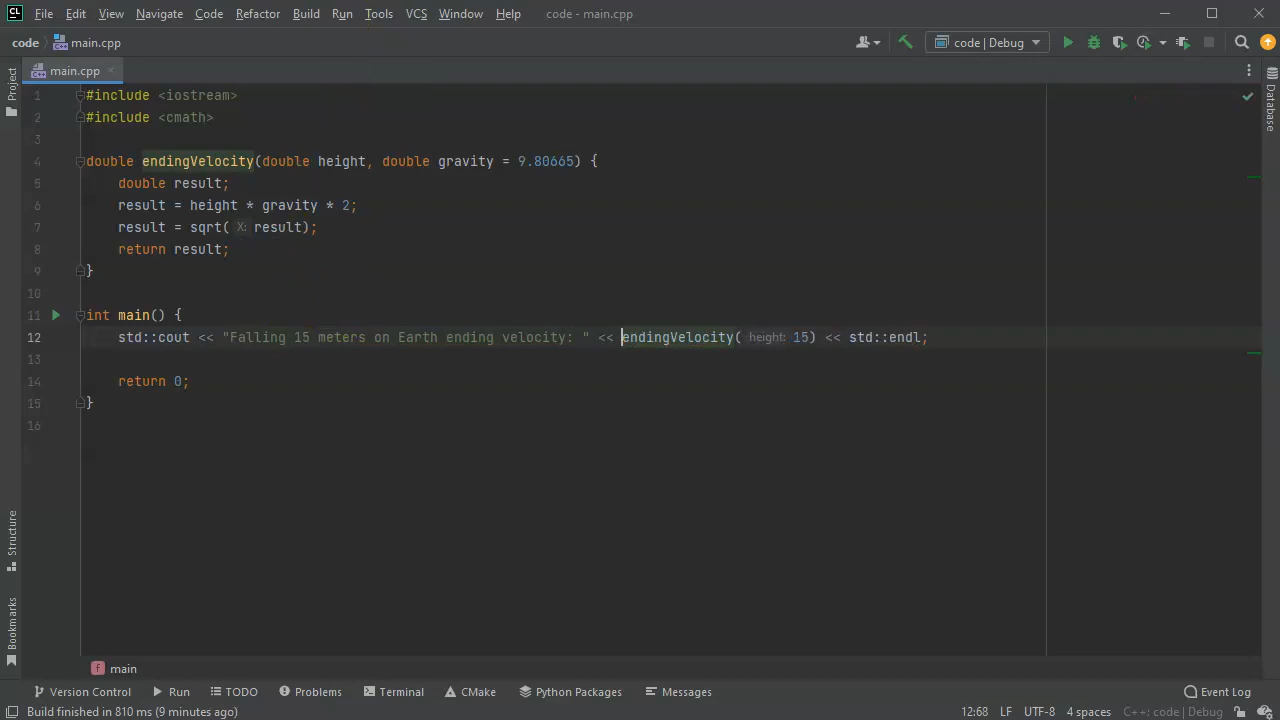 CL File Edit View Navigate Code Refactor Build Run Tools VCS Window Help code - main.cpp
code main.cpp code | Debug
Project main.cpp Database
1 #include <iostream>
2 #include <cmath>
3
4 double endingVelocity(double height, double gravity = 9.80665) {
5 double result;
6 result = height * gravity * 2;
7 result = sqrt( X: result);
8 return result;
9 }
10
11 int main() {
12 std::cout << "Falling 15 meters on Earth ending velocity: " << endingVelocity( height: 15) << std::endl;
13
14 return 0;
15 }
16
Structure
Bookmarks
f main
Version Control Run TODO Problems Terminal CMake Python Packages Messages Event Log
Build finished in 810 ms (9 minutes ago) 12:68 LF UTF-8 4 spaces C++: code | Debug